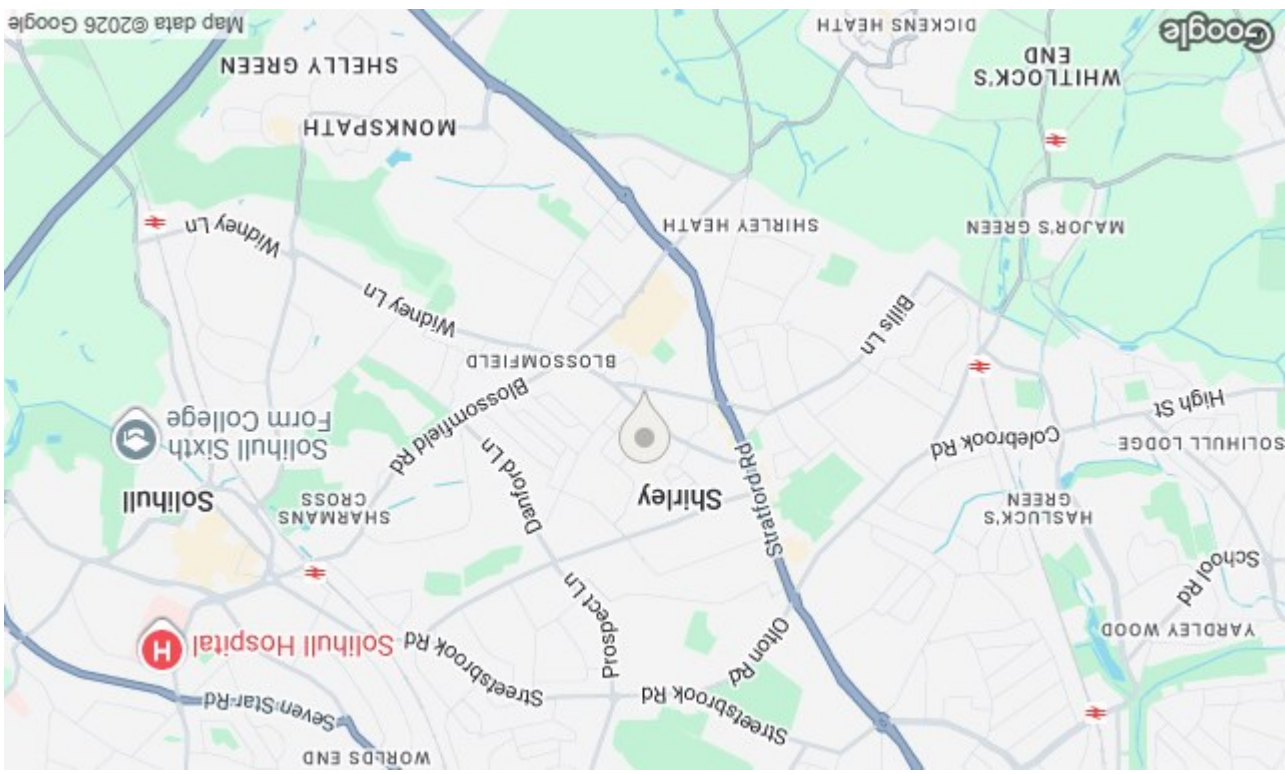 WORLDS END
Streetsbrook Rd
Seven Star Rd
Streetsbrook Rd
Olton Rd
Solihull Hospital
H
YARDLEY WOOD
Prospect Ln
School Rd
HASLUCK'S
GREEN
Stratford Rd
Shirley
Danford Ln
SHARMANS
CROSS
Solihull
SOLIHULL LODGE
Colebrook Rd
Blossomfield Rd
Solihull Sixth
Form College
High St
BLOSSOMFIELD
Bills Ln
Widney Ln
Widney Ln
MAJOR'S GREEN
SHIRLEY HEATH
MONKSPATH
WHITLOCK'S
END
SHELLY GREEN
DICKENS HEATH
Google
Map data ©2026 Google